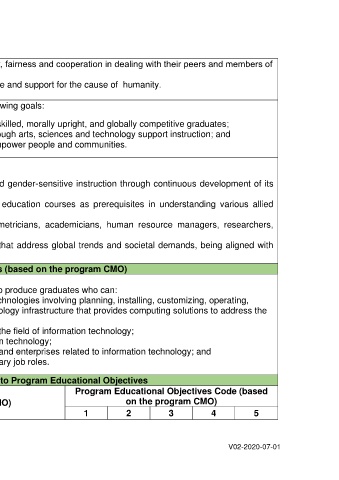 , fairness and cooperation in dealing with their peers and members of
e and support for the cause of humanity.
wing goals:
skilled, morally upright, and globally competitive graduates;
ough arts, sciences and technology support instruction; and
npower people and communities.
d gender-sensitive instruction through continuous development of its
education courses as prerequisites in understanding various allied
metricians, academicians, human resource managers, researchers,
that address global trends and societal demands, being aligned with
s (based on the program CMO)
o produce graduates who can:
chnologies involving planning, installing, customizing, operating,
ology infrastructure that provides computing solutions to address the
the field of information technology;
n technology;
and enterprises related to information technology; and
ary job roles.
to Program Educational Objectives
MO)
Program Educational Objectives Code (based
on the program CMO)
1 2 3 4 5
V02-2020-07-01